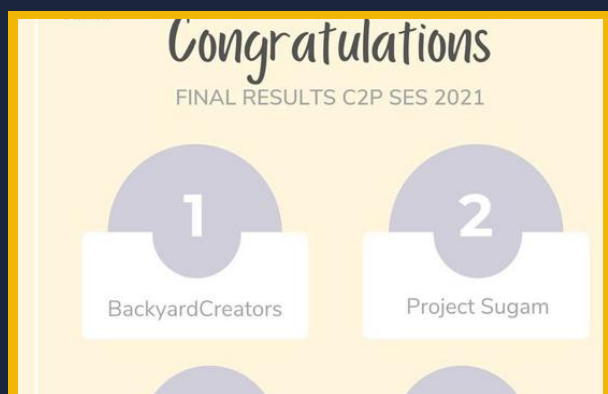 Congratulations
FINAL RESULTS C2P SES 2021
1
2
BackyardCreators
Project Sugam